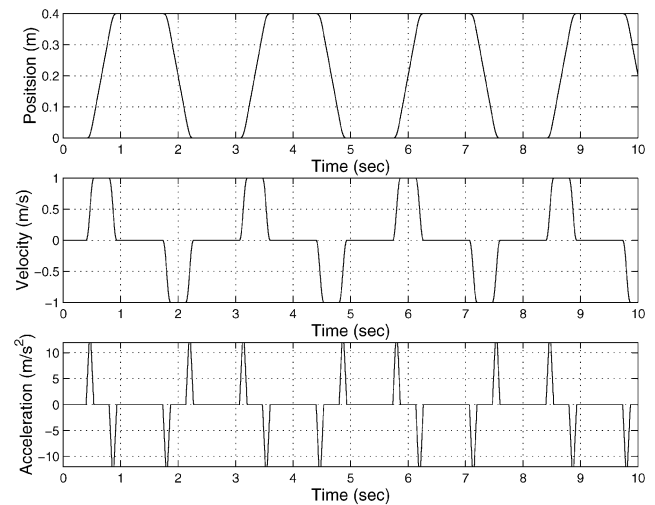 0.4
0.3
0.2
0.1
0
Positsion (m)
0 1 2 3 4 5 6 7 8 9 10
Time (sec)
1
0.5
0
−0.5
−1
Velocity (m/s)
0 1 2 3 4 5 6 7 8 9 10
Time (sec)
10
5
0
−5
−10
Acceleration (m/s²)
0 1 2 3 4 5 6 7 8 9 10
Time (sec)